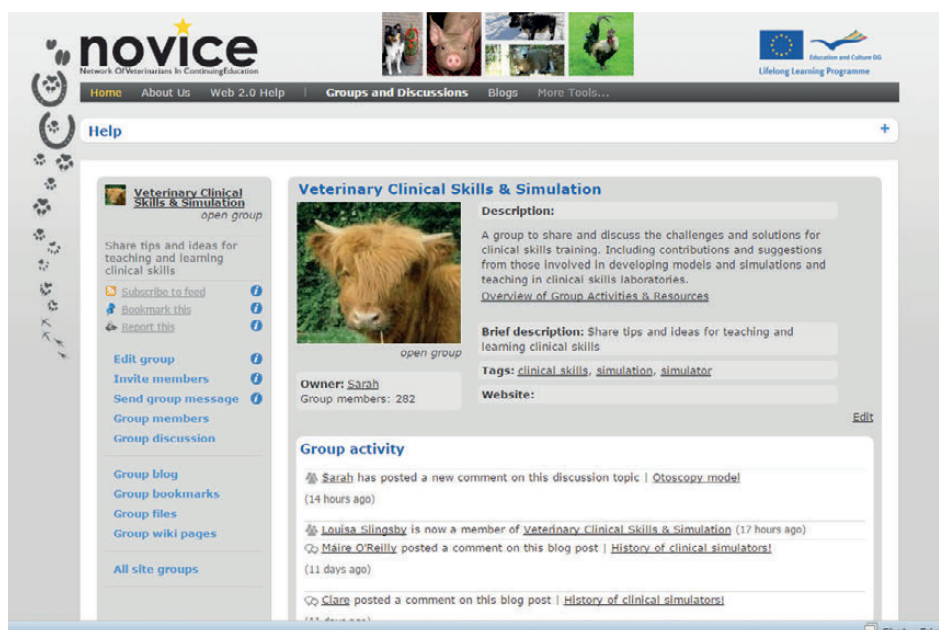 novice
Network Of Veterinarians In Continuing Education
Education and Culture DG
Lifelong Learning Programme
Home About Us Web 2.0 Help | Groups and Discussions Blogs More Tools...
Help +
Veterinary Clinical
Skills & Simulation
open group
Share tips and ideas for
teaching and learning
clinical skills
Subscribe to feed
Bookmark this
Report this
Edit group
Invite members
Send group message
Group members
Group discussion
Group blog
Group bookmarks
Group files
Group wiki pages
All site groups
Veterinary Clinical Skills & Simulation
open group
Owner: Sarah
Group members: 282
Description:
A group to share and discuss the challenges and solutions for
clinical skills training. Including contributions and suggestions
from those involved in developing models and simulations and
teaching in clinical skills laboratories.
Overview of Group Activities & Resources
Brief description: Share tips and ideas for teaching and
learning clinical skills
Tags: clinical skills, simulation, simulator
Website:
Edit
Group activity
Sarah has posted a new comment on this discussion topic | Otoscopy model
(14 hours ago)
Louisa Slingsby is now a member of Veterinary Clinical Skills & Simulation (17 hours ago)
Máire O'Reilly posted a comment on this blog post | History of clinical simulators!
(11 days ago)
Clare posted a comment on this blog post | History of clinical simulators!